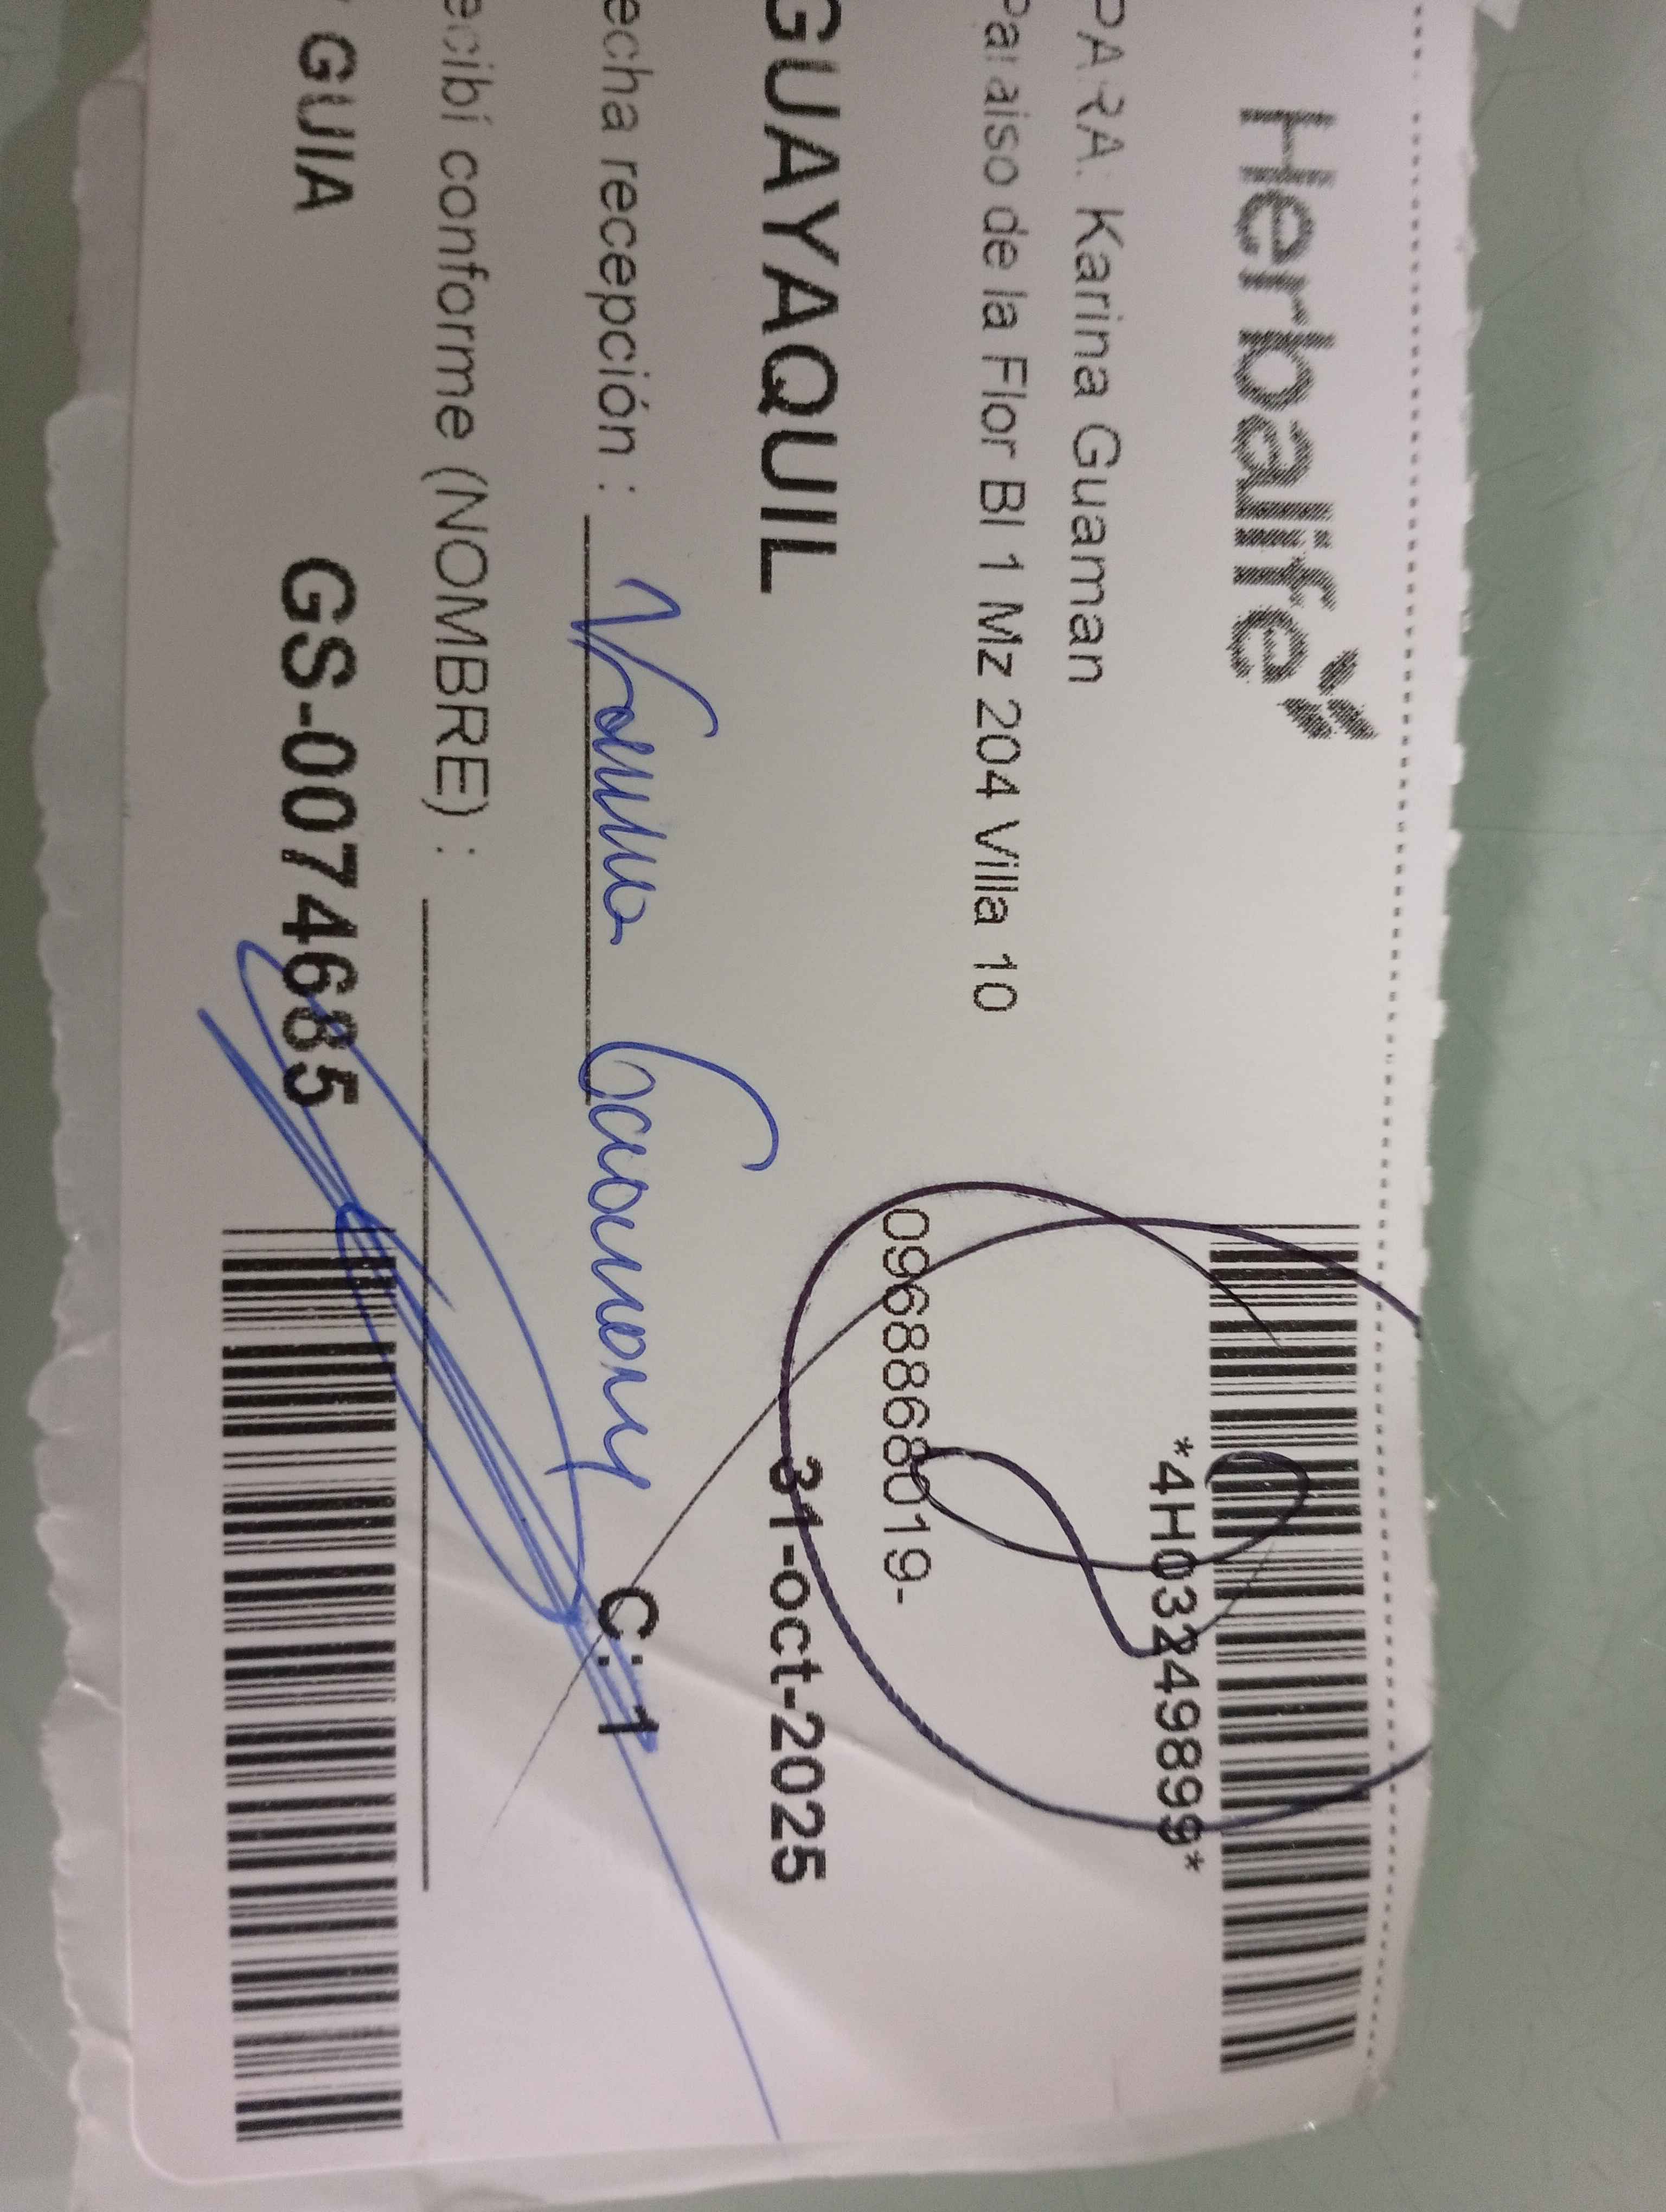 Herbalife
*4H03249899*
PARA: Karina Guaman
Paraiso de la Flor Bl 1 Mz 204 Villa 10
0968868019-
GUAYAQUIL 31-oct-2025
echa recepción : C: 1
ecibí conforme (NOMBRE) :
GUIA GS-0074685